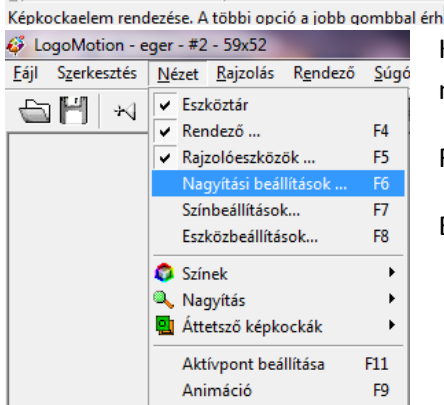 Képkockaelem rendezése. A többi opció a jobb gombbal érh
LogoMotion - eger - #2 - 59x52
Fájl Szerkesztés Nézet Rajzolás Rendező Súgó
Eszköztár
Rendező ... F4
Rajzolóeszközök ... F5
Nagyítási beállítások ... F6
Színbeállítások... F7
Eszközbeállítások... F8
Színek
Nagyítás
Áttetsző képkockák
Aktívpont beállítása F11
Animáció F9